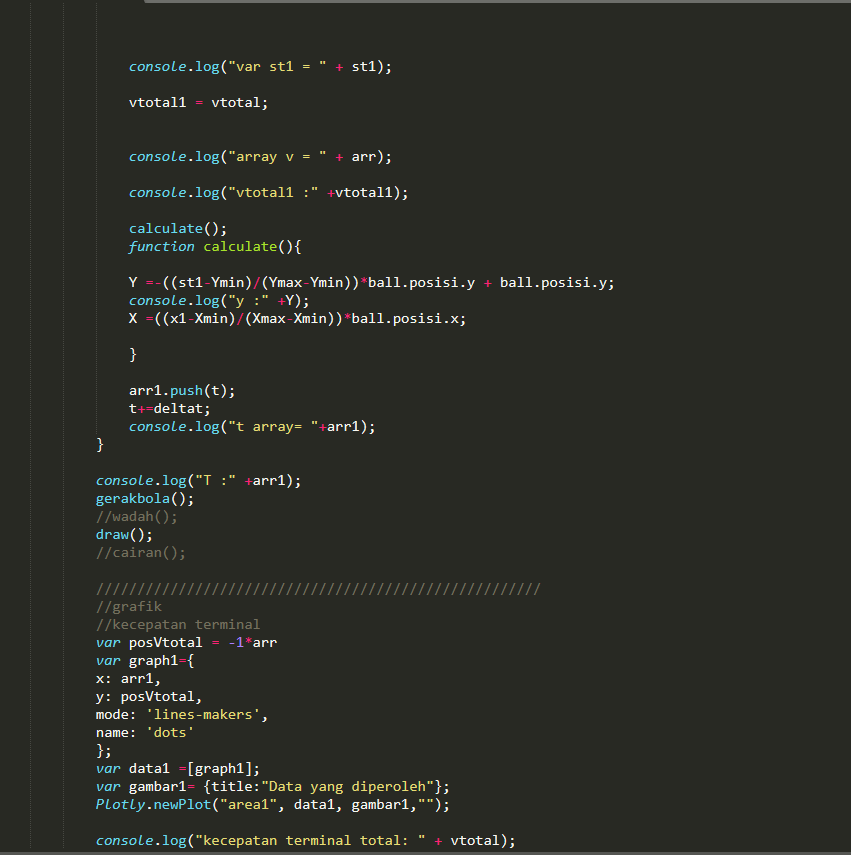 console.log("var st1 = " + st1);
vtotal1 = vtotal;
console.log("array v = " + arr);
console.log("vtotal1 :" +vtotal1);
calculate();
function calculate(){
Y =-((st1-Ymin)/(Ymax-Ymin))*ball.posisi.y + ball.posisi.y;
console.log("y :" +Y);
X =((x1-Xmin)/(Xmax-Xmin))*ball.posisi.x;
}
arr1.push(t);
t+=deltat;
console.log("t array= "+arr1);
}
console.log("T :" +arr1);
gerakbola();
//wadah();
draw();
//cairan();
//////////////////////////////////////////////////////
//grafik
//kecepatan terminal
var posVtotal = -1*arr
var graph1={
x: arr1,
y: posVtotal,
mode: 'lines-makers',
name: 'dots'
};
var data1 =[graph1];
var gambar1= {title:"Data yang diperoleh"};
Plotly.newPlot("area1", data1, gambar1,"");
console.log("kecepatan terminal total: " + vtotal);